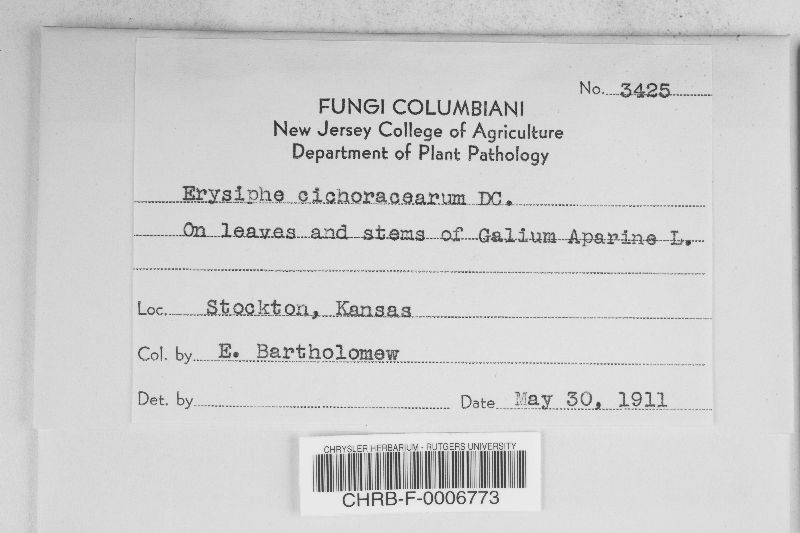 No. 3425
FUNGI COLUMBIANI
New Jersey College of Agriculture
Department of Plant Pathology
Erysiphe cichoracearum DC.
On leaves and stems of Galium Aparine L.
Loc. Stockton, Kansas
Col. by E. Bartholomew
Det. by Date May 30, 1911
CHRYSLER HERBARIUM - RUTGERS UNIVERSITY
CHRB-F-0006773